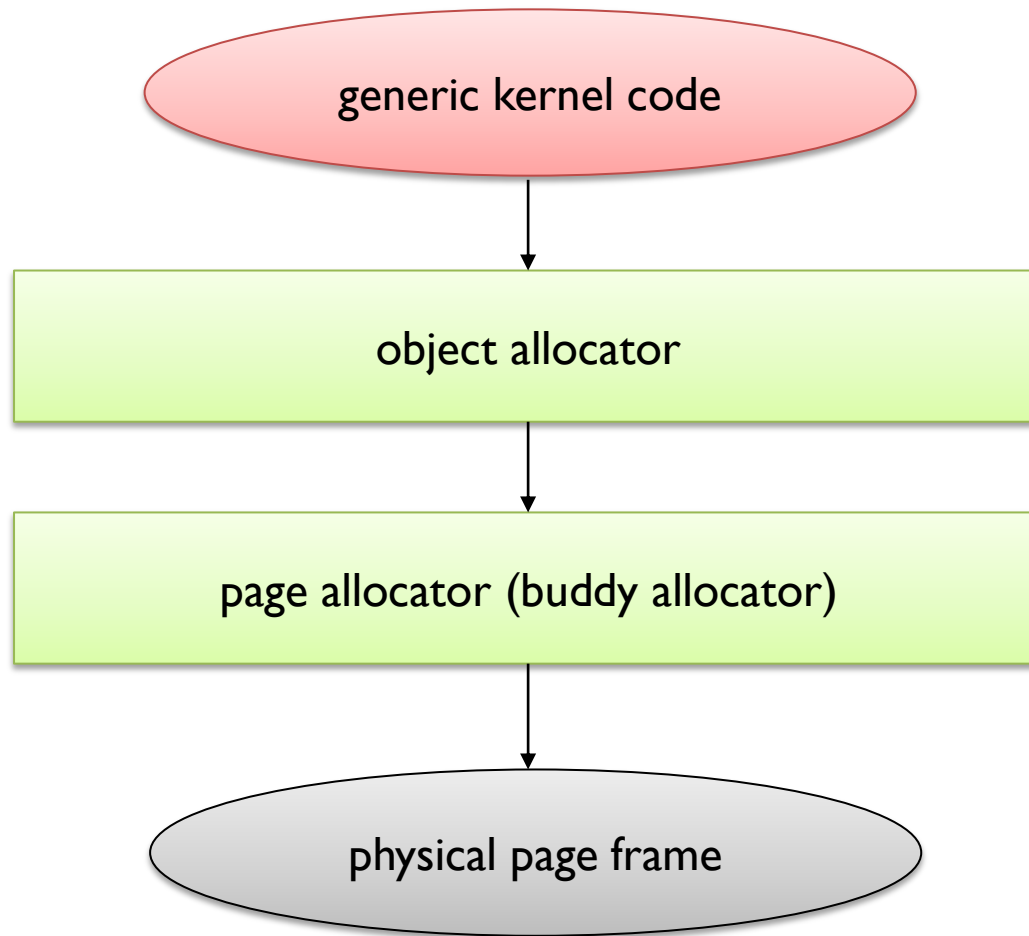 generic kernel code
object allocator
page allocator (buddy allocator)
physical page frame